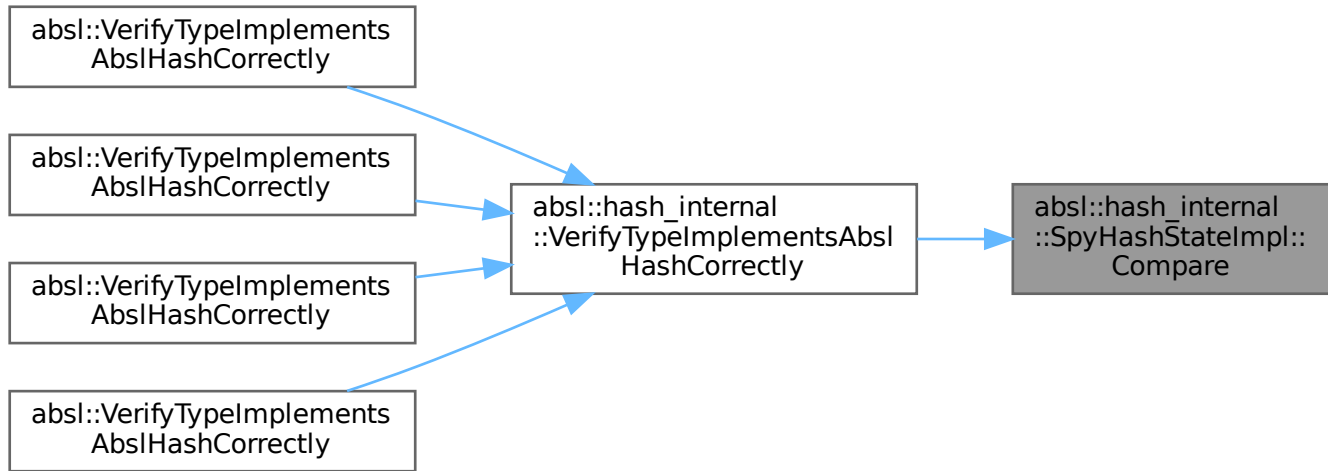 absl::VerifyTypeImplements
AbslHashCorrectly
absl::VerifyTypeImplements
AbslHashCorrectly
absl::VerifyTypeImplements
AbslHashCorrectly
absl::VerifyTypeImplements
AbslHashCorrectly
absl::hash_internal
::VerifyTypeImplementsAbsl
HashCorrectly
absl::hash_internal
::SpyHashStateImpl::
Compare